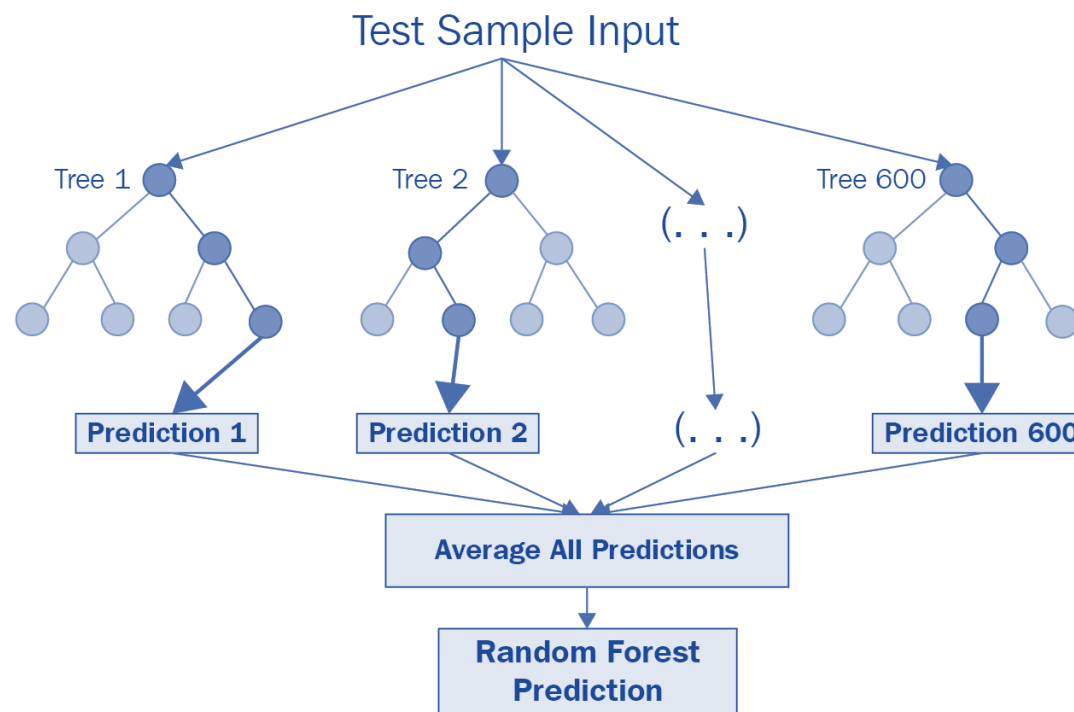 Test Sample Input
Tree 1
Tree 2
Tree 600
(. . .)
Prediction 1
Prediction 2
(. . .)
Prediction 600
Average All Predictions
Random Forest
Prediction